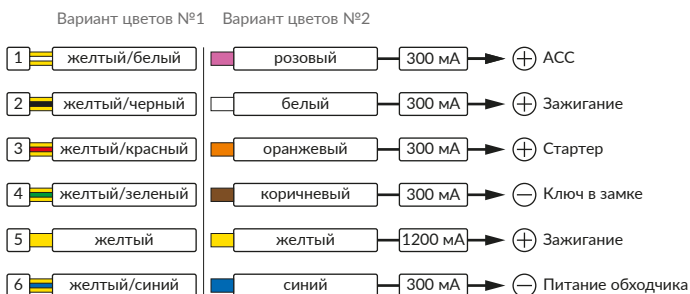 Вариант цветов №1 Вариант цветов №2
1 желтый/белый розовый 300 мА + ACC
2 желтый/черный белый 300 мА + Зажигание
3 желтый/красный оранжевый 300 мА + Стартер
4 желтый/зеленый коричневый 300 мА − Ключ в замке
5 желтый желтый 1200 мА + Зажигание
6 желтый/синий синий 300 мА − Питание обходчика